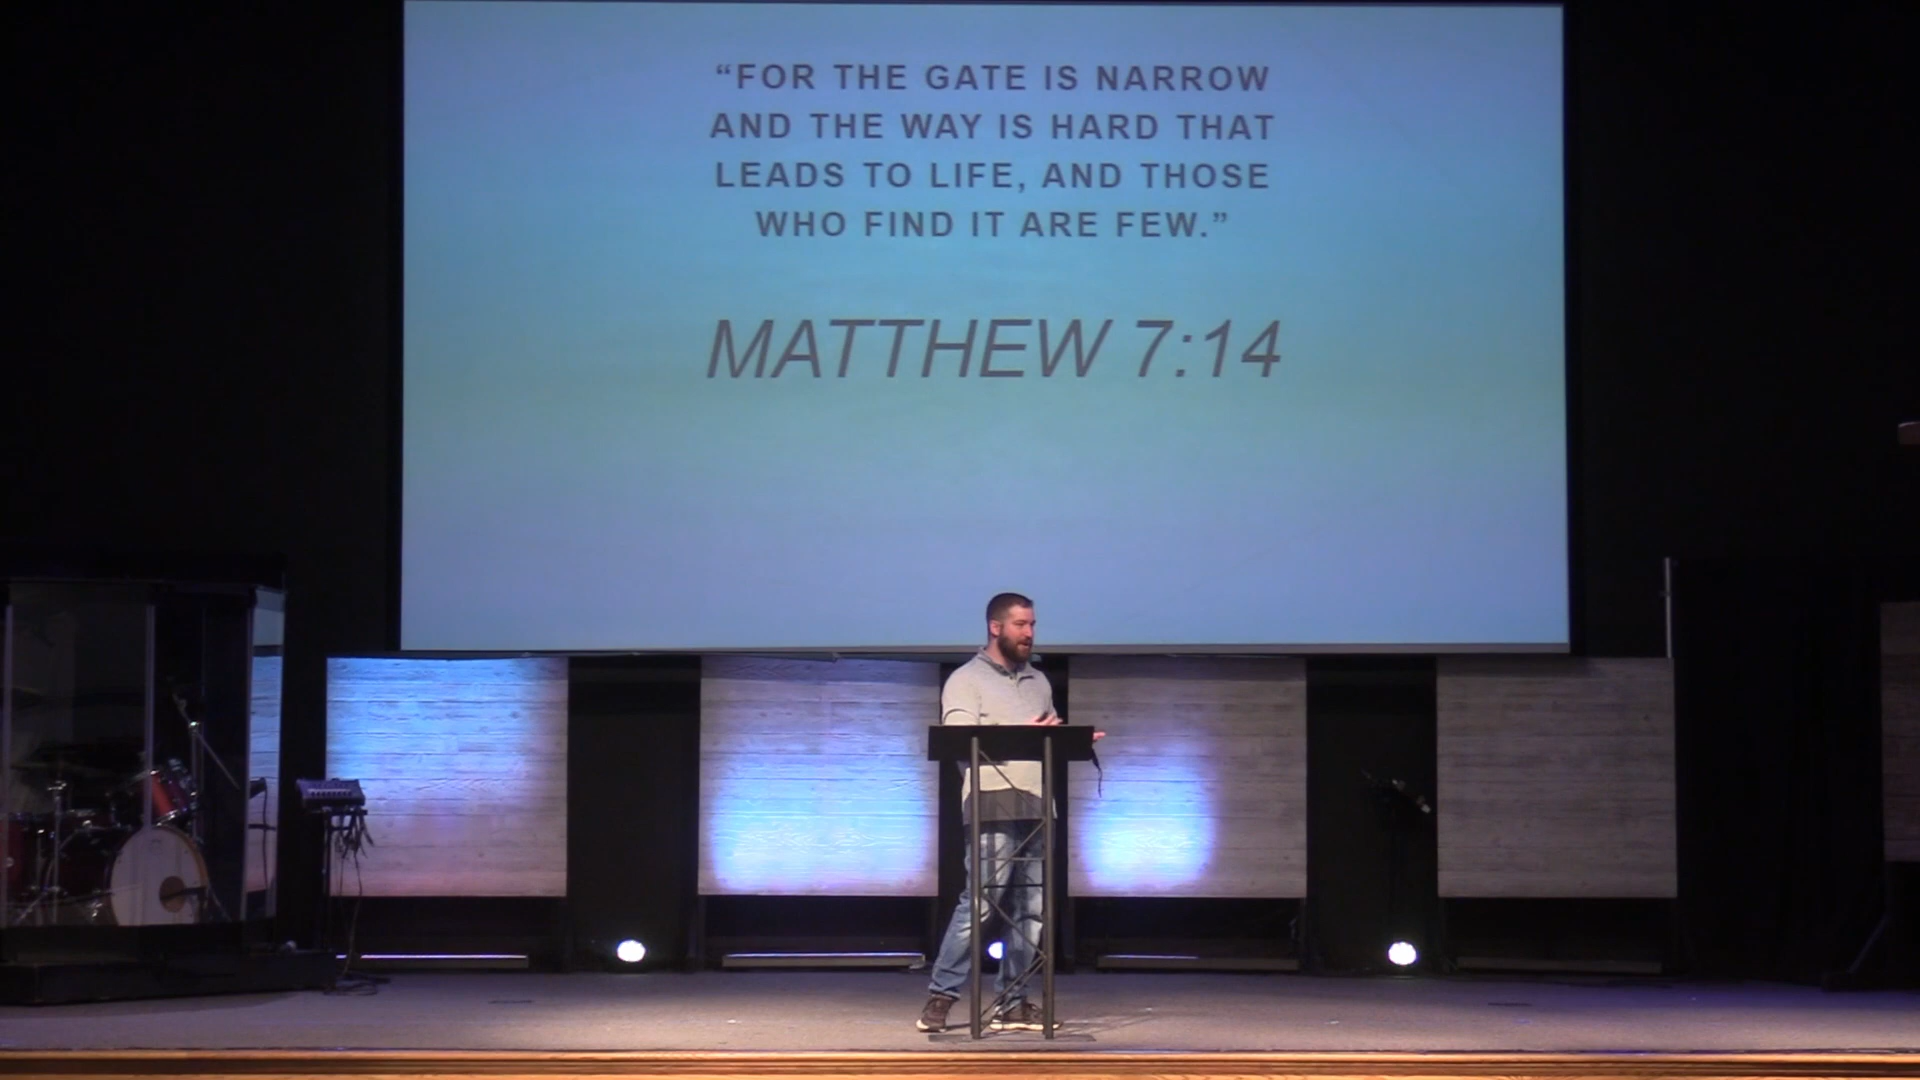 “FOR THE GATE IS NARROW
AND THE WAY IS HARD THAT
LEADS TO LIFE, AND THOSE
WHO FIND IT ARE FEW.”
MATTHEW 7:14